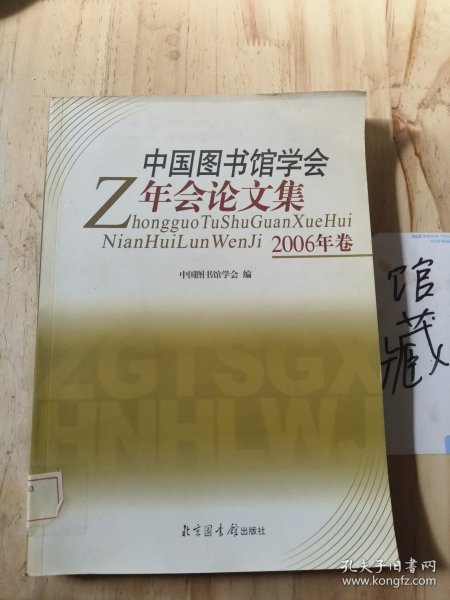 中国图书馆学会
年会论文集
ZhongguoTuShuGuanXueHui
NianHuiLunWenJi 2006年卷
中国图书馆学会 编
ZGTSGX
HNHLWJ
北京图书馆出版社
馆藏
孔夫子旧书网
www.kongfz.com